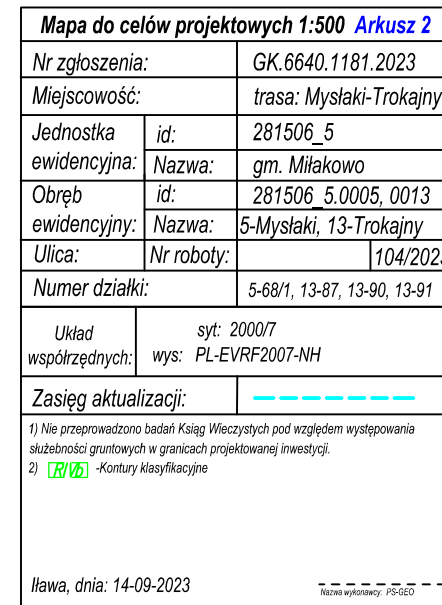 Mapa do celów projektowych 1:500 Arkusz 2
Nr zgłoszenia: GK.6640.1181.2023
Miejscowość: trasa: Mysłaki-Trokajny
Jednostka ewidencyjna: id: 281506_5
Nazwa: gm. Miłakowo
Obręb ewidencyjny: id: 281506_5.0005, 0013
Nazwa: 5-Mysłaki, 13-Trokajny
Ulica: Nr roboty: 104/2023
Numer działki: 5-68/1, 13-87, 13-90, 13-91
Układ współrzędnych: syt: 2000/7
wys: PL-EVRF2007-NH
Zasięg aktualizacji:
1) Nie przeprowadzono badań Ksiąg Wieczystych pod względem występowania
służebności gruntowych w granicach projektowanej inwestycji.
2) RIVb -Kontury klasyfikacyjne
Iława, dnia: 14-09-2023
Nazwa wykonawcy: PS-GEO